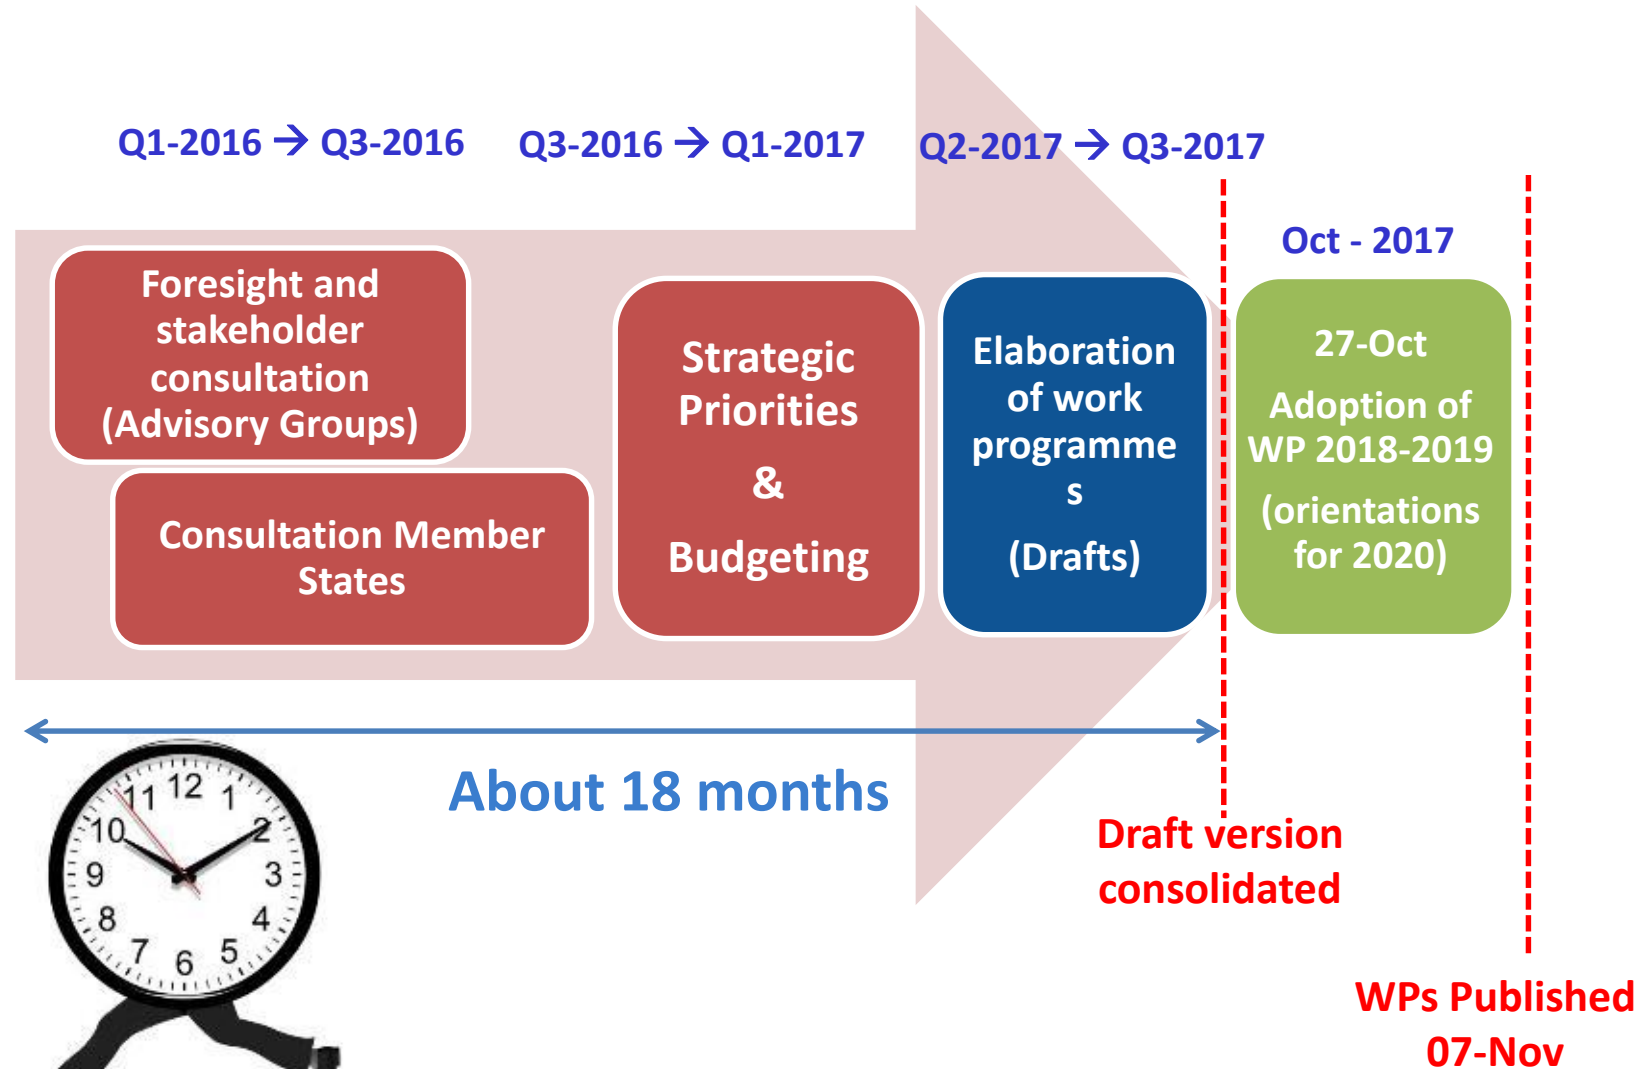 Q1-2016 → Q3-2016
Q3-2016 → Q1-2017
Q2-2017 → Q3-2017
Oct - 2017
Foresight and
stakeholder
consultation
(Advisory Groups)
Consultation Member
States
Strategic
Priorities
&
Budgeting
Elaboration
of work
programme
s
(Drafts)
27-Oct
Adoption of
WP 2018-2019
(orientations
for 2020)
About 18 months
Draft version
consolidated
WPs Published
07-Nov
12
1
2
3
4
5
6
7
8
9
10
11